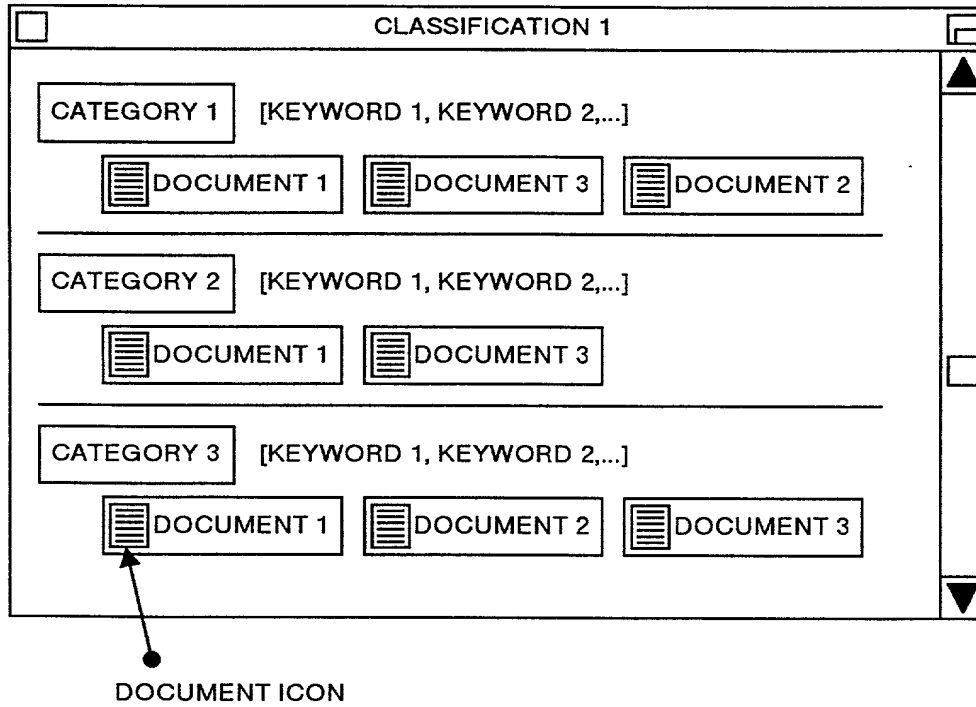 CLASSIFICATION 1
CATEGORY 1 [KEYWORD 1, KEYWORD 2,...]
DOCUMENT 1 DOCUMENT 3 DOCUMENT 2
CATEGORY 2 [KEYWORD 1, KEYWORD 2,...]
DOCUMENT 1 DOCUMENT 3
CATEGORY 3 [KEYWORD 1, KEYWORD 2,...]
DOCUMENT 1 DOCUMENT 2 DOCUMENT 3
DOCUMENT ICON